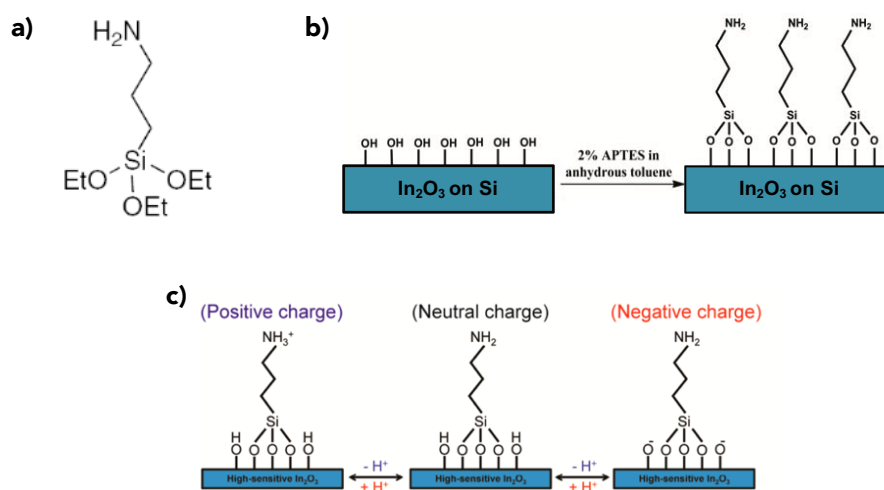 a)
H₂N
Si
EtO
OEt
OEt
b)
OH OH OH OH OH OH OH
In₂O₃ on Si
2% APTES in
anhydrous toluene
NH₂ NH₂ NH₂
Si Si Si
O O O O O O O O O
In₂O₃ on Si
c)
(Positive charge)
NH₃⁺
Si
H H
O O O O O
High-sensitive In₂O₃
- H⁺
+ H⁺
(Neutral charge)
NH₂
Si
H H
O O O O O
High-sensitive In₂O₃
- H⁺
+ H⁺
(Negative charge)
NH₂
Si
O⁻ O O O O⁻
High-sensitive In₂O₃